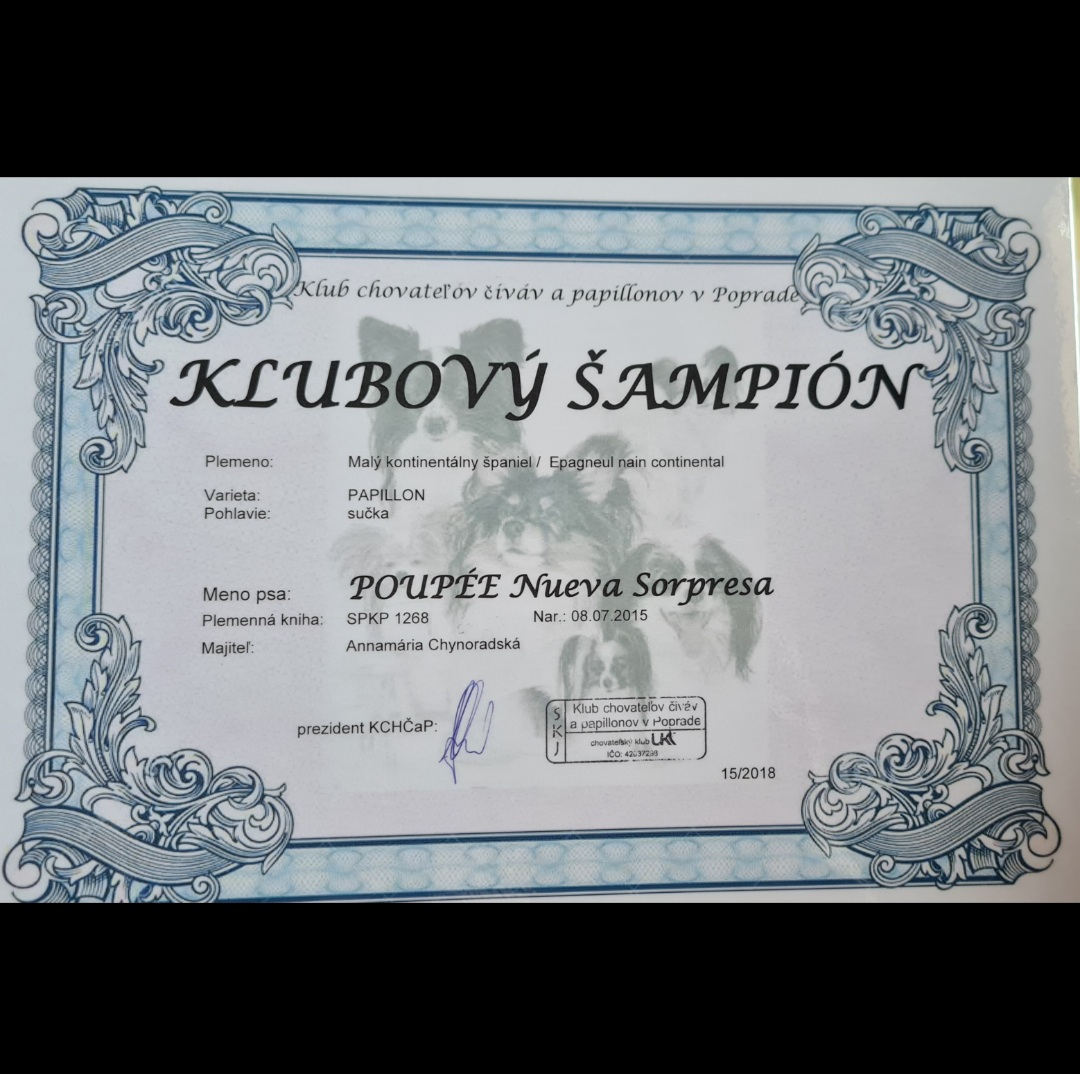 Klub chovateľov čiváv a papillonov v Poprade
KLUBOVÝ ŠAMPIÓN
Plemeno: Malý kontinentálny španiel / Epagneul nain continental
Varieta: PAPILLON
Pohlavie: sučka
Meno psa: POUPÉE Nueva Sorpresa
Plemenná kniha: SPKP 1268 Nar.: 08.07.2015
Majiteľ: Annamária Chynoradská
prezident KCHČaP:
SKJ
Klub chovateľov čiváv
a papillonov v Poprade
chovateľský klub UKK
IČO:
15/2018